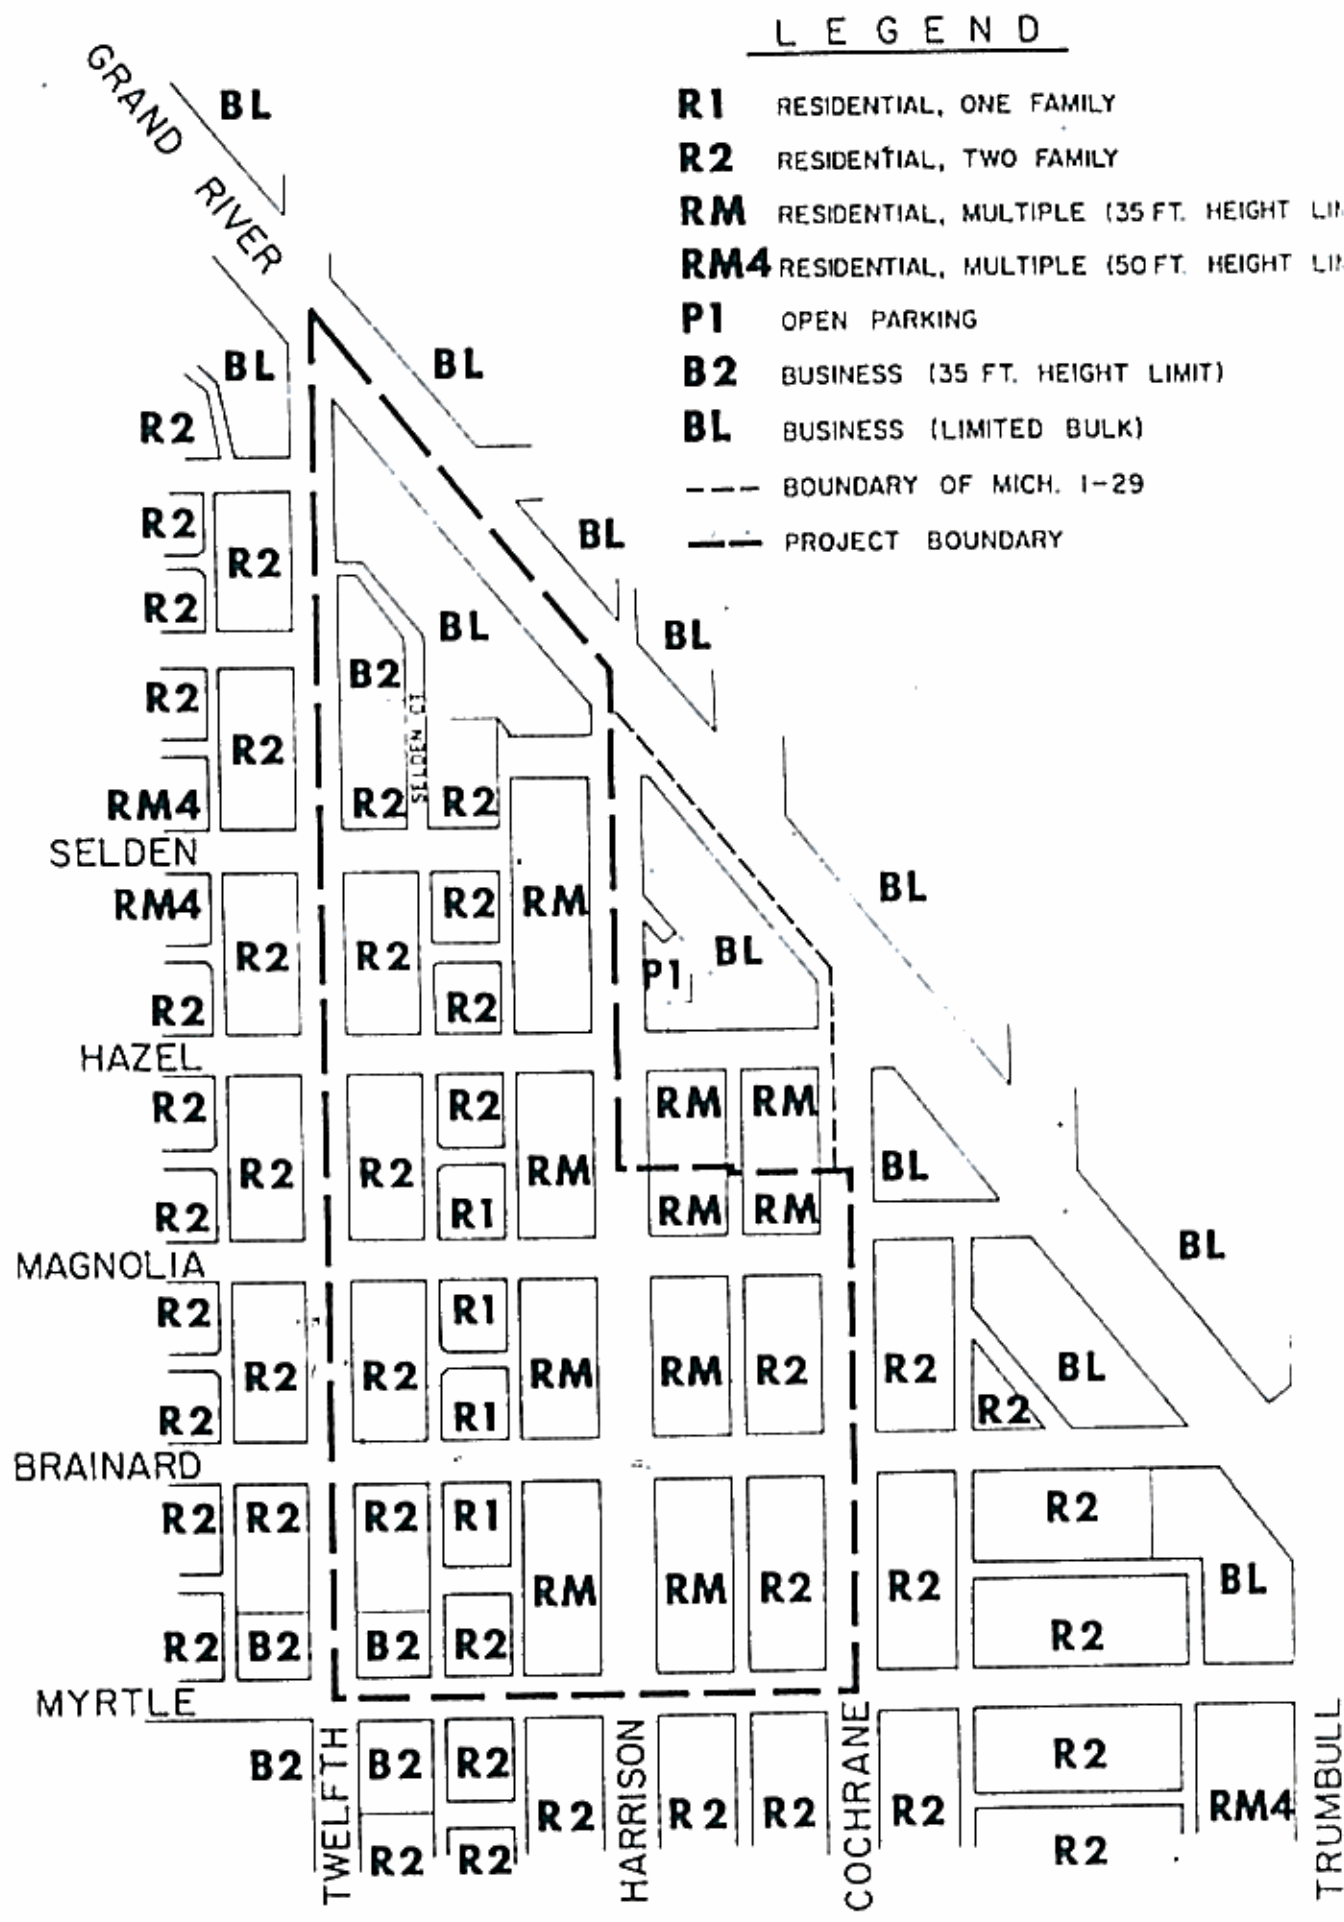 LEGEND
R1 RESIDENTIAL, ONE FAMILY
R2 RESIDENTIAL, TWO FAMILY
RM RESIDENTIAL, MULTIPLE (35 FT. HEIGHT
RM4 RESIDENTIAL, MULTIPLE (50 FT. HEIGHT
P1 OPEN PARKING
B2 BUSINESS (35 FT. HEIGHT LIMIT)
BL BUSINESS (LIMITED BULK)
BOUNDARY OF MICH. 1-29
PROJECT BOUNDARY
GRAND RIVER
BL
BL BL
R2
R2 R2 BL
R2 BL BL
R2 R2 B2
RM4 R2 SELDEN CT R2
SELDEN
RM4 R2 RM BL
R2 R2 P1 BL
R2 R2
HAZEL
R2 R2 RM RM
R2 R2 RM BL
R2 R1 RM RM
MAGNOLIA BL
R2 R1
R2 R2 RM RM R2 R2 BL
R2 R1 R2
BRAINARD
R2 R2 R2 R1 R2
RM RM R2 R2 BL
R2 B2 B2 R2 R2
MYRTLE
B2 B2 R2 R2
R2 R2 R2 R2 RM4
R2 R2 R2
TWELFTH
HARRISON
COCHRANE
TRUMBULL